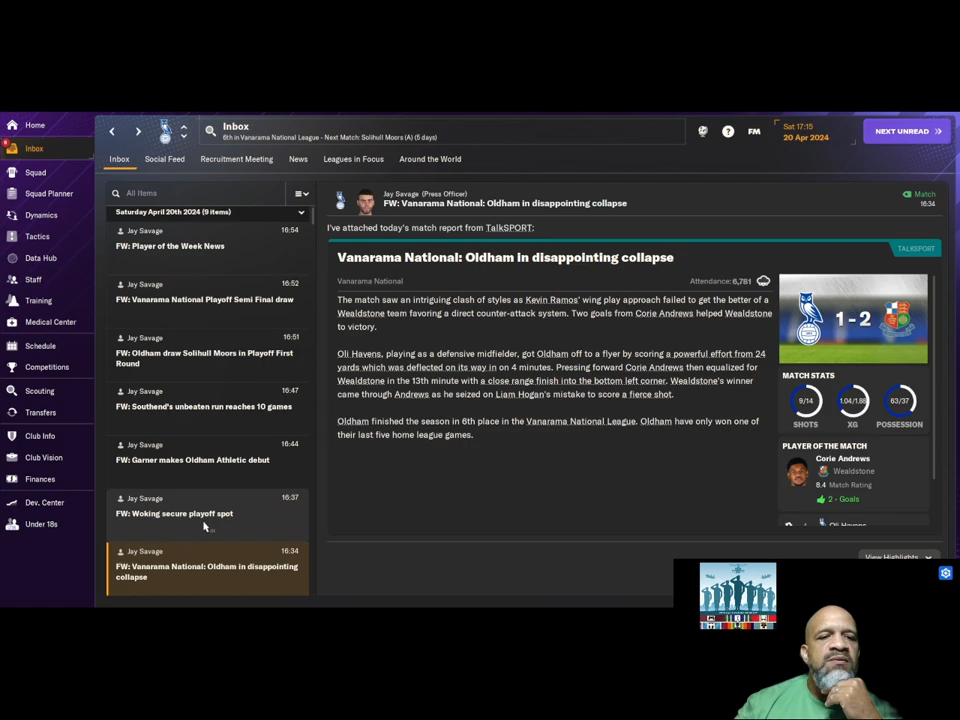 Home
Inbox
Squad
Squad Planner
Dynamics
Tactics
Data Hub
Staff
Training
Medical Center
Schedule
Competitions
Scouting
Transfers
Club Info
Club Vision
Finances
Dev. Center
Under 18s
Inbox
6th in Vanarama National League - Next Match: Solihull Moors (A) (5 days)
FM
Sat 17:15
20 Apr 2024
NEXT UNREAD
Inbox Social Feed Recruitment Meeting News Leagues in Focus Around the World
All Items
Saturday April 20th 2024 (9 items)
Jay Savage 16:54
FW: Player of the Week News
Jay Savage 16:52
FW: Vanarama National Playoff Semi Final draw
Jay Savage 16:51
FW: Oldham draw Solihull Moors in Playoff First
Round
Jay Savage 16:47
FW: Southend's unbeaten run reaches 10 games
Jay Savage 16:44
FW: Garner makes Oldham Athletic debut
Jay Savage 16:37
FW: Woking secure playoff spot
Jay Savage 16:34
FW: Vanarama National: Oldham in disappointing
collapse
Jay Savage (Press Officer)
FW: Vanarama National: Oldham in disappointing collapse
Match
16:34
I've attached today's match report from TalkSPORT:
TALKSPORT
Vanarama National: Oldham in disappointing collapse
Vanarama National Attendance: 6,781
The match saw an intriguing clash of styles as Kevin Ramos' wing play approach failed to get the better of a
Wealdstone team favoring a direct counter-attack system. Two goals from Corie Andrews helped Wealdstone
to victory.
Oli Havens, playing as a defensive midfielder, got Oldham off to a flyer by scoring a powerful effort from 24
yards which was deflected on its way in on 4 minutes. Pressing forward Corie Andrews then equalized for
Wealdstone in the 13th minute with a close range finish into the bottom left corner. Wealdstone's winner
came through Andrews as he seized on Liam Hogan's mistake to score a fierce shot.
Oldham finished the season in 6th place in the Vanarama National League. Oldham have only won one of
their last five home league games.
1-2
MATCH STATS
9/14 1.04/1.88 63/37
SHOTS XG POSSESSION
PLAYER OF THE MATCH
Corie Andrews
Wealdstone
8.4 Match Rating
2 - Goals
Oli Havens
View Highlights